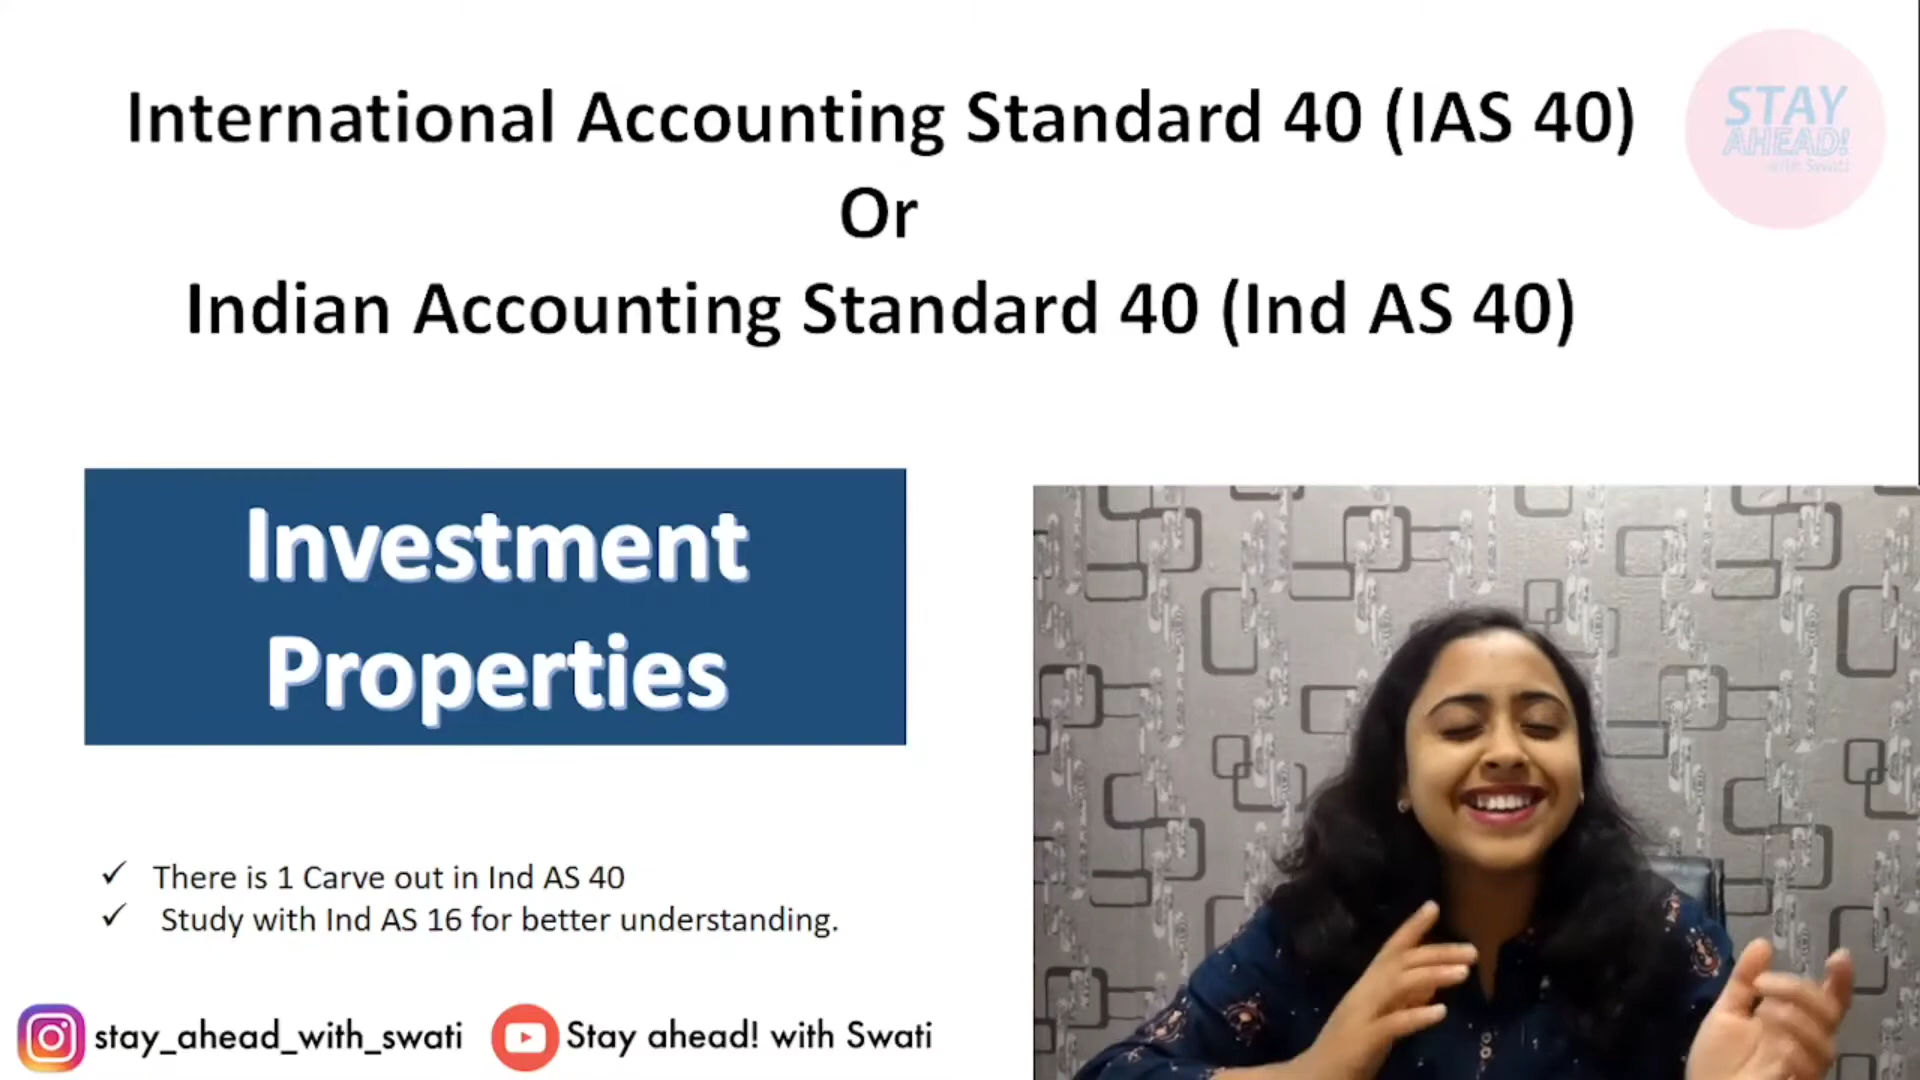 International Accounting Standard 40 (IAS 40)
Or
Indian Accounting Standard 40 (Ind AS 40)
STAY
AHEAD!
with Swati
Investment
Properties
✓ There is 1 Carve out in Ind AS 40
✓ Study with Ind AS 16 for better understanding.
stay_ahead_with_swati
Stay ahead! with Swati